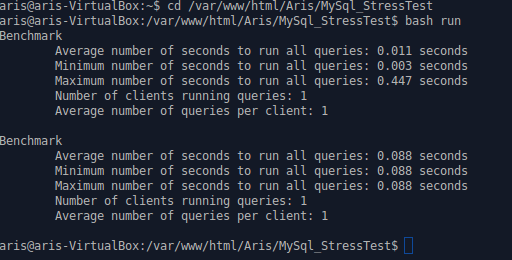 aris@aris-VirtualBox:~$ cd /var/www/html/Aris/MySql_StressTest
aris@aris-VirtualBox:/var/www/html/Aris/MySql_StressTest$ bash run
Benchmark
Average number of seconds to run all queries: 0.011 seconds
Minimum number of seconds to run all queries: 0.003 seconds
Maximum number of seconds to run all queries: 0.447 seconds
Number of clients running queries: 1
Average number of queries per client: 1
Benchmark
Average number of seconds to run all queries: 0.088 seconds
Minimum number of seconds to run all queries: 0.088 seconds
Maximum number of seconds to run all queries: 0.088 seconds
Number of clients running queries: 1
Average number of queries per client: 1
aris@aris-VirtualBox:/var/www/html/Aris/MySql_StressTest$